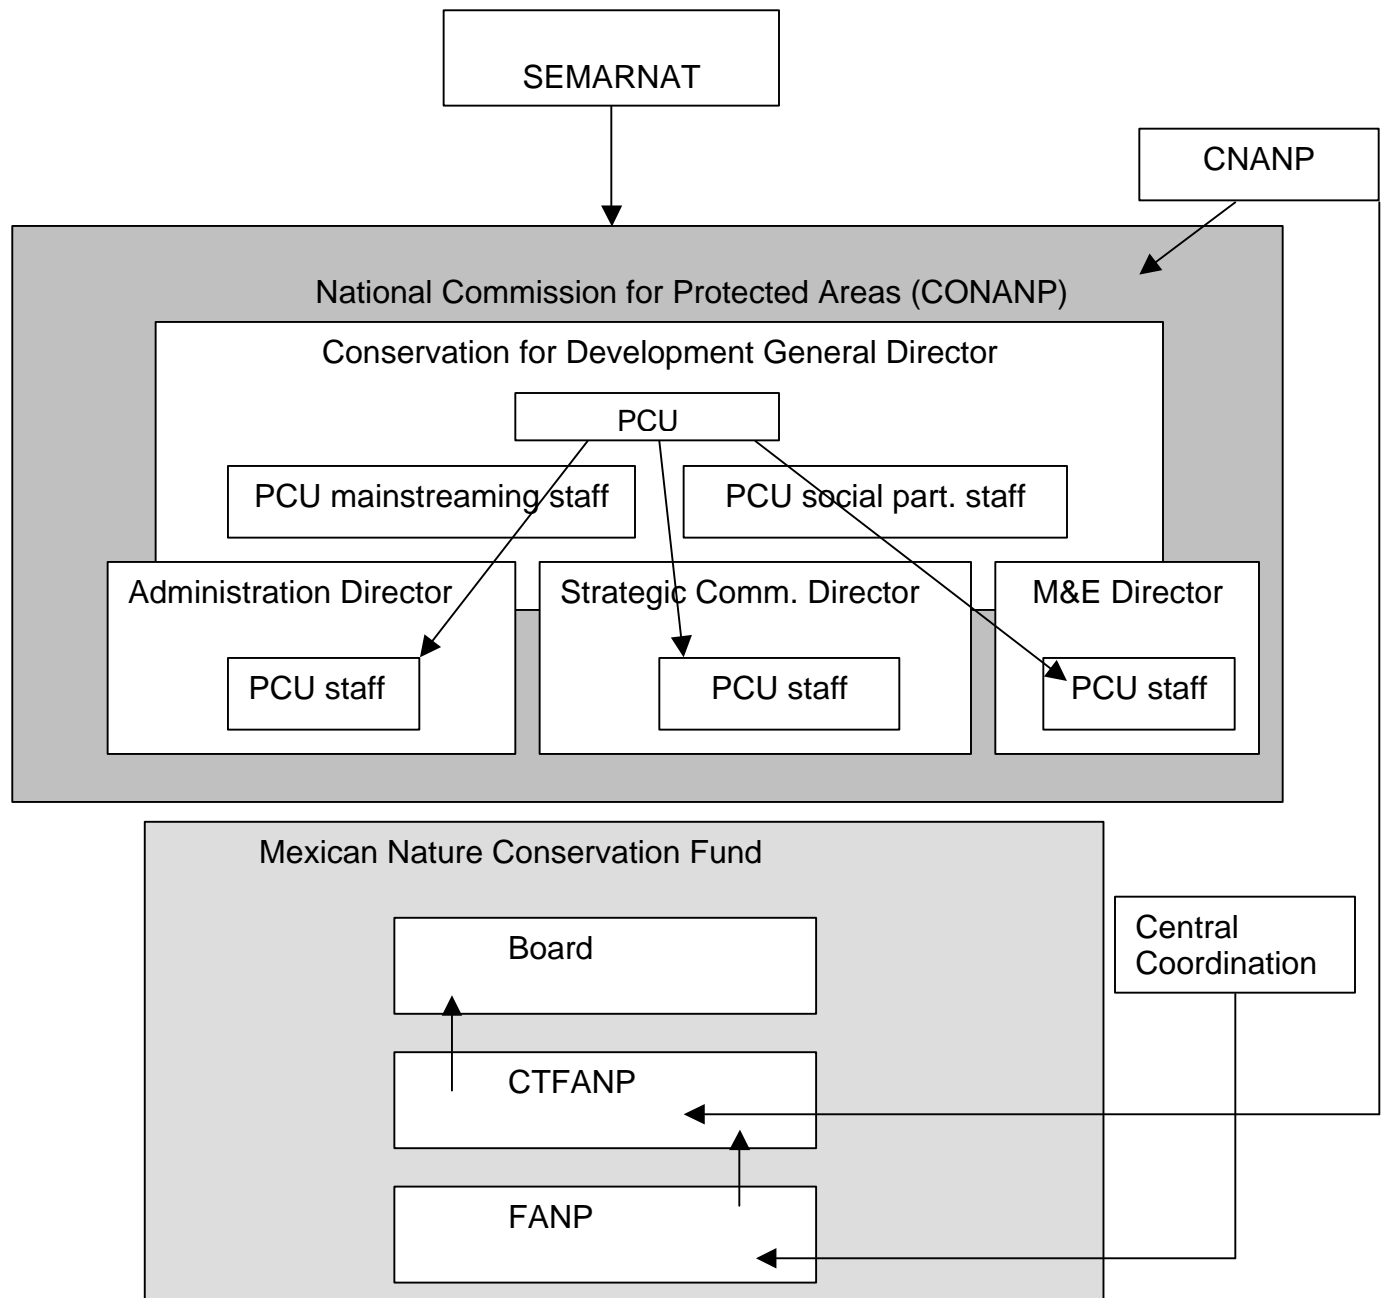 SEMARNAT
CNANP
National Commission for Protected Areas (CONANP)
Conservation for Development General Director
PCU
PCU mainstreaming staff
PCU social part. staff
Administration Director
Strategic Comm. Director
M&E Director
PCU staff
PCU staff
PCU staff
Mexican Nature Conservation Fund
Board
Central
Coordination
CTFANP
FANP